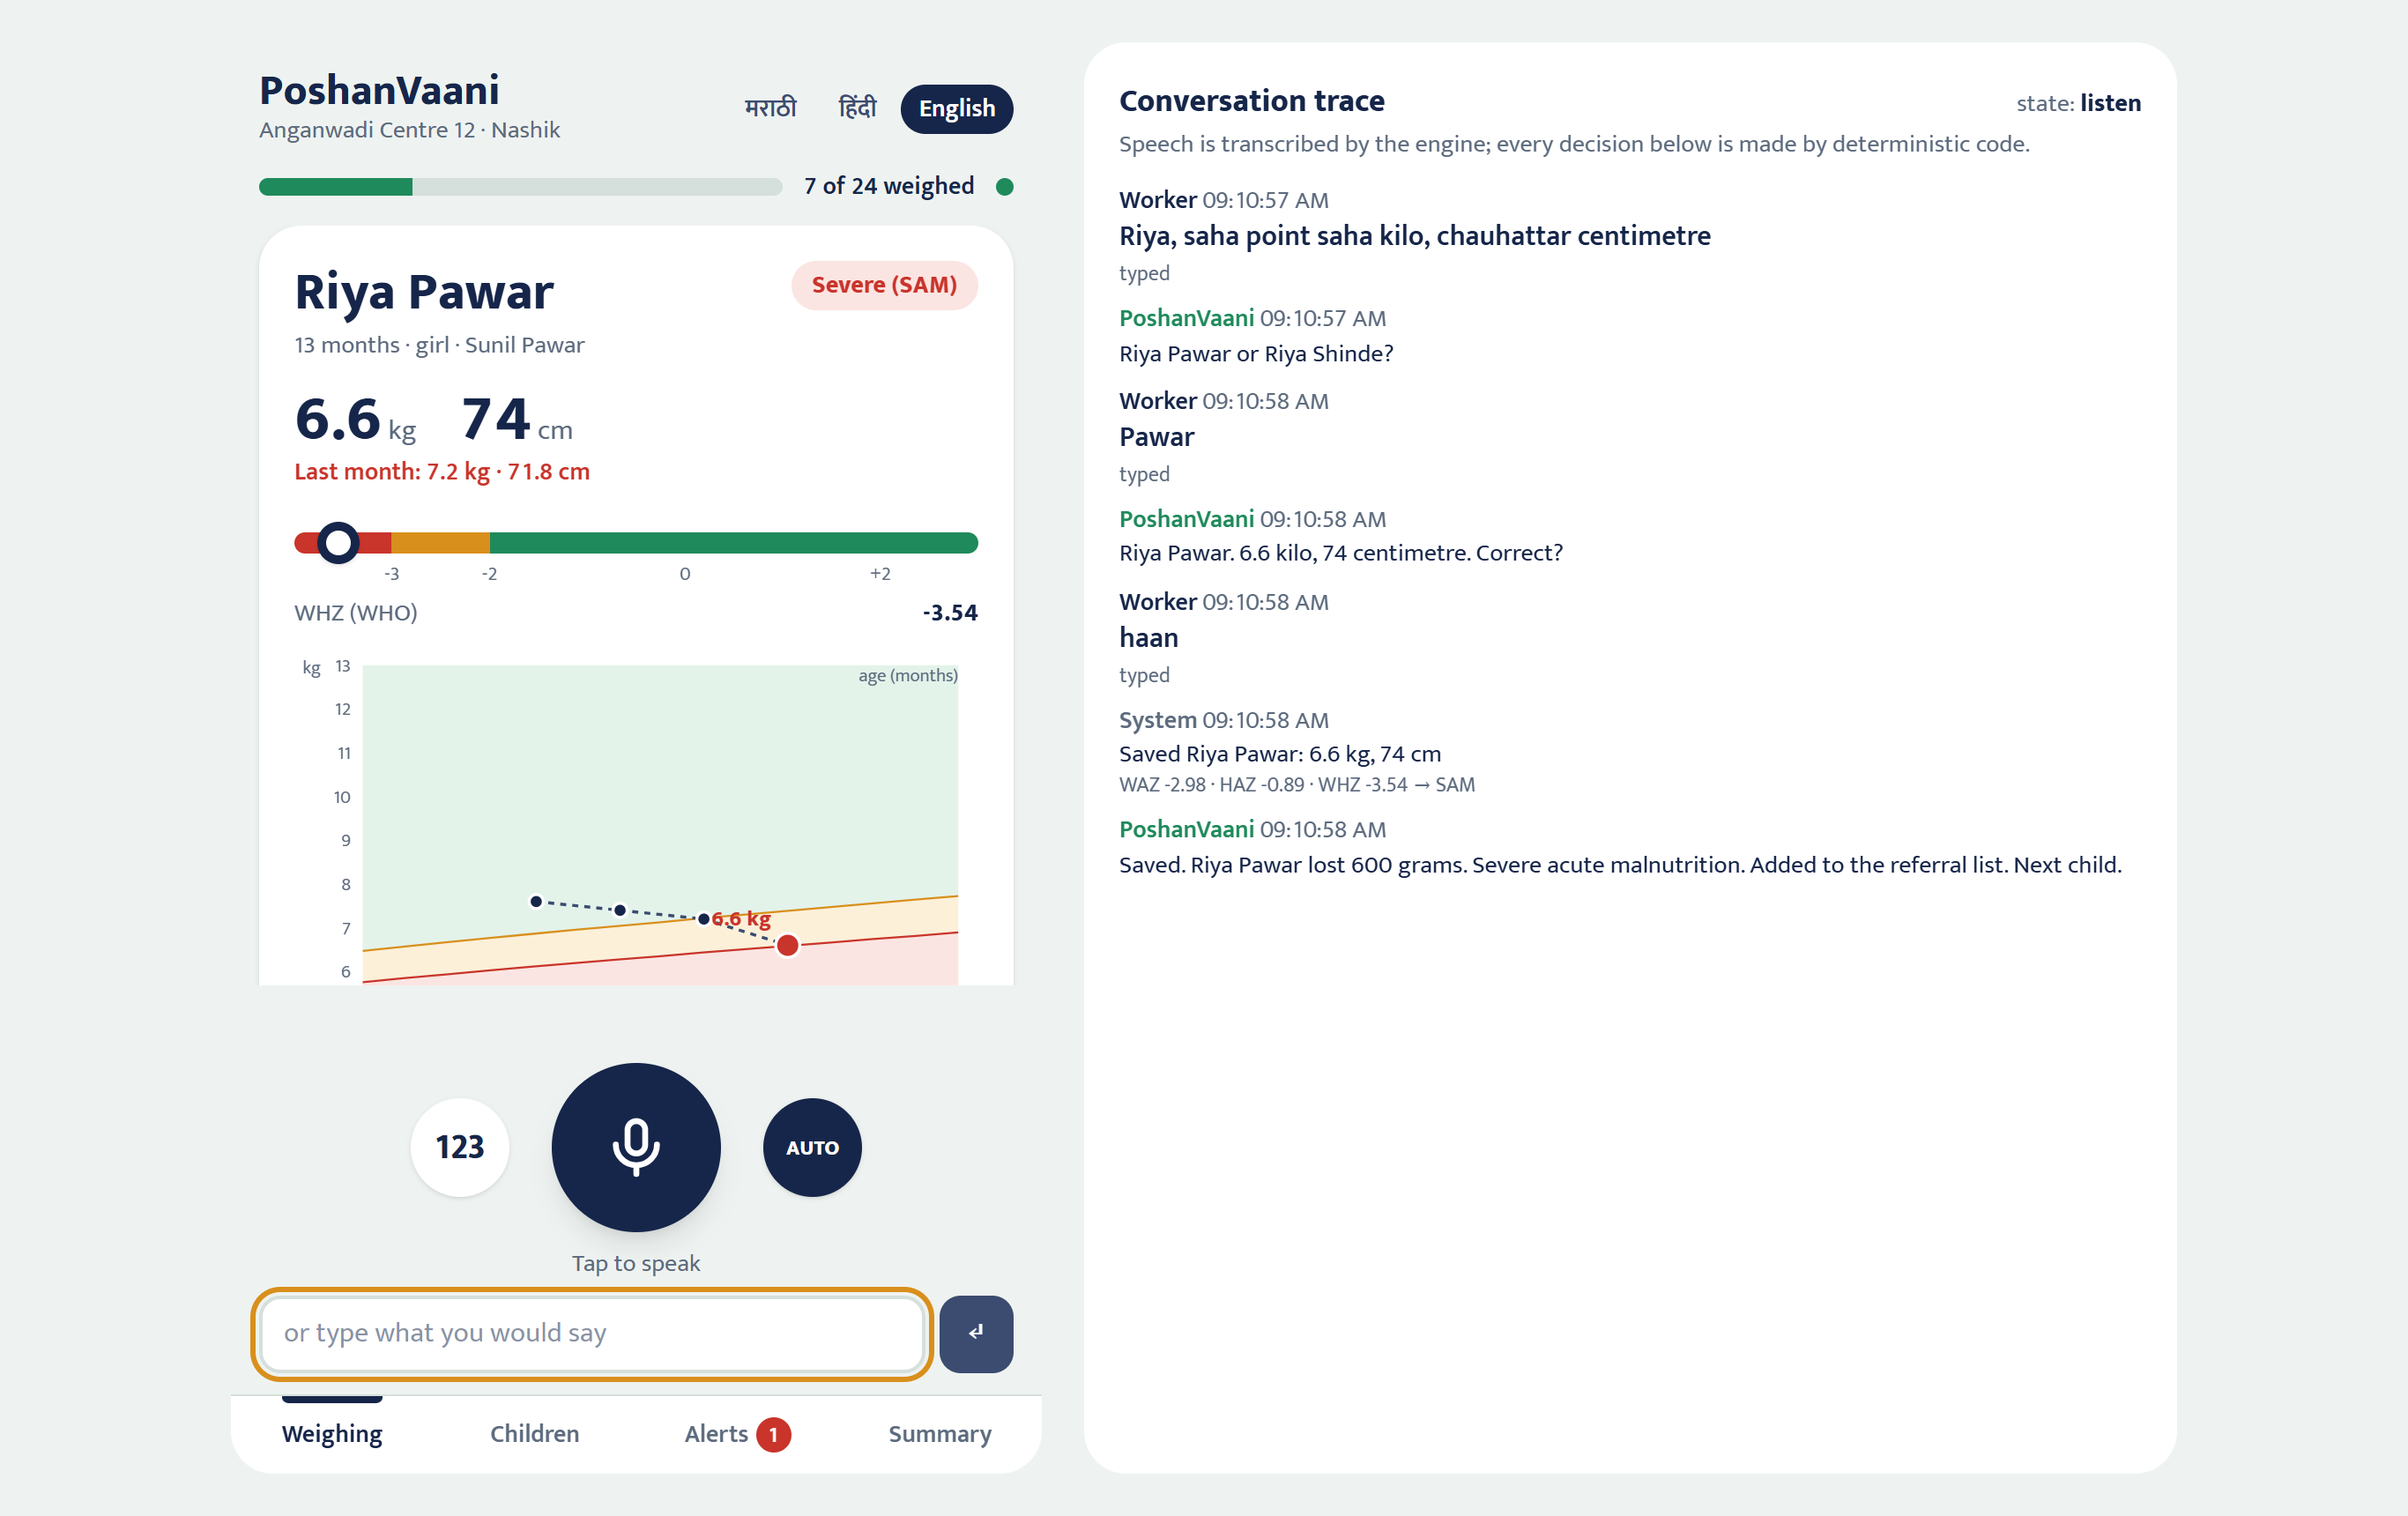 PoshanVaani
Anganwadi Centre 12 · Nashik
मराठी
हिंदी
English
7 of 24 weighed
Riya Pawar
Severe (SAM)
13 months · girl · Sunil Pawar
6.6 kg 74 cm
Last month: 7.2 kg · 71.8 cm
-3 -2 0 +2
WHZ (WHO) -3.54
kg
13
age (months)
12
11
10
9
8
7
6.6 kg
6
123
AUTO
Tap to speak
or type what you would say
Weighing
Children
Alerts 1
Summary
Conversation trace
state: listen
Speech is transcribed by the engine; every decision below is made by deterministic code.
Worker 09:10:57 AM
Riya, saha point saha kilo, chauhattar centimetre
typed
PoshanVaani 09:10:57 AM
Riya Pawar or Riya Shinde?
Worker 09:10:58 AM
Pawar
typed
PoshanVaani 09:10:58 AM
Riya Pawar. 6.6 kilo, 74 centimetre. Correct?
Worker 09:10:58 AM
haan
typed
System 09:10:58 AM
Saved Riya Pawar: 6.6 kg, 74 cm
WAZ -2.98 · HAZ -0.89 · WHZ -3.54 → SAM
PoshanVaani 09:10:58 AM
Saved. Riya Pawar lost 600 grams. Severe acute malnutrition. Added to the referral list. Next child.